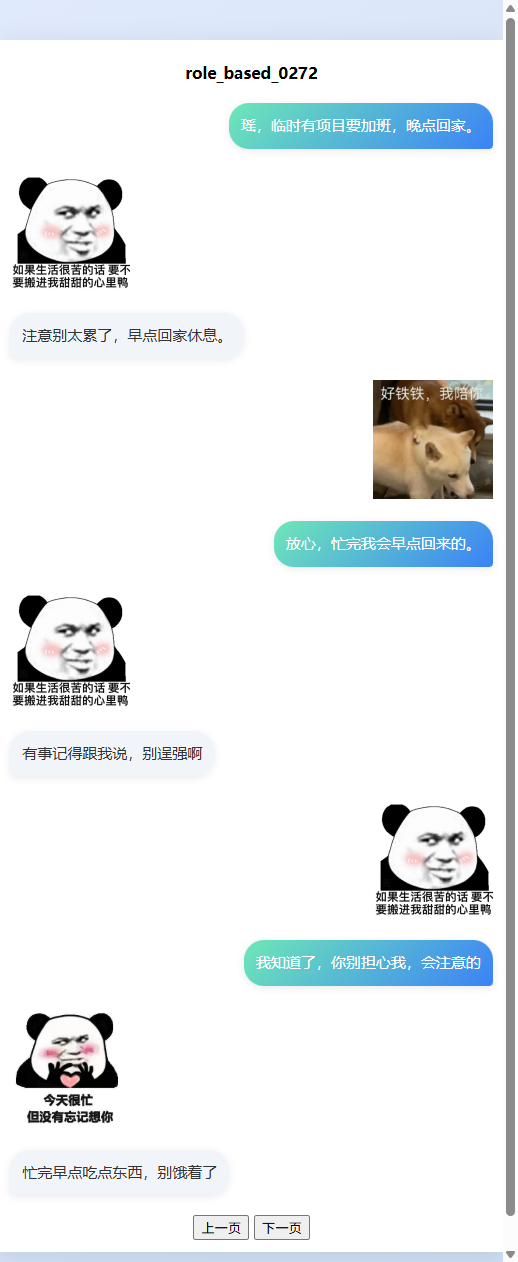 role_based_0272
瑶，临时有项目要加班，晚点回家。
如果生活很苦的话 要不
要搬进我甜甜的心里鸭
注意别太累了，早点回家休息。
好铁铁，我陪你
放心，忙完我会早点回来的。
如果生活很苦的话 要不
要搬进我甜甜的心里鸭
有事记得跟我说，别逞强啊
如果生活很苦的话 要不
要搬进我甜甜的心里鸭
我知道了，你别担心我，会注意的
今天很忙
但没有忘记想你
忙完早点吃点东西，别饿着了
上一页 下一页